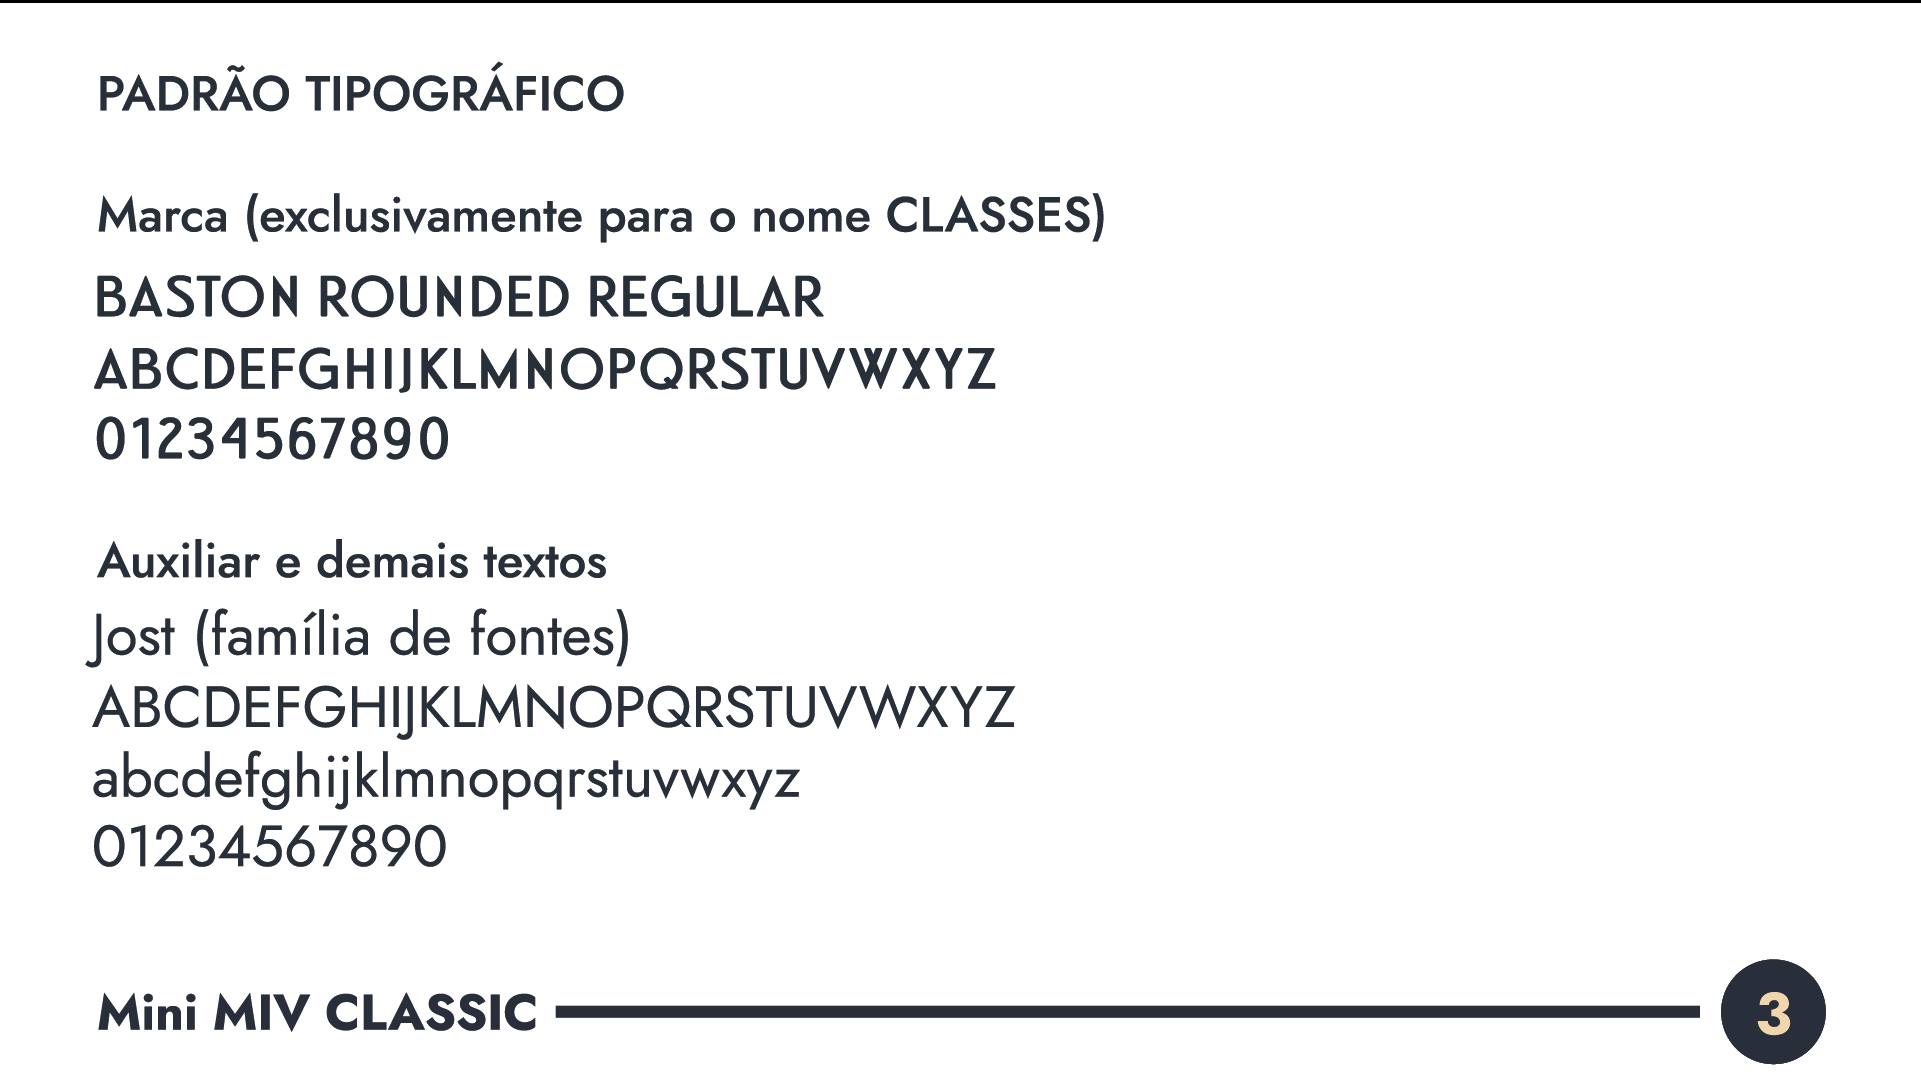 PADRÃO TIPOGRÁFICO
Marca (exclusivamente para o nome CLASSES)
BASTON ROUNDED REGULAR
ABCDEFGHIJKLMNOPQRSTUVWXYZ
01234567890
Auxiliar e demais textos
Jost (família de fontes)
ABCDEFGHIJKLMNOPQRSTUVWXYZ
abcdefghijklmnopqrstuvwxyz
01234567890
Mini MIV CLASSIC
3